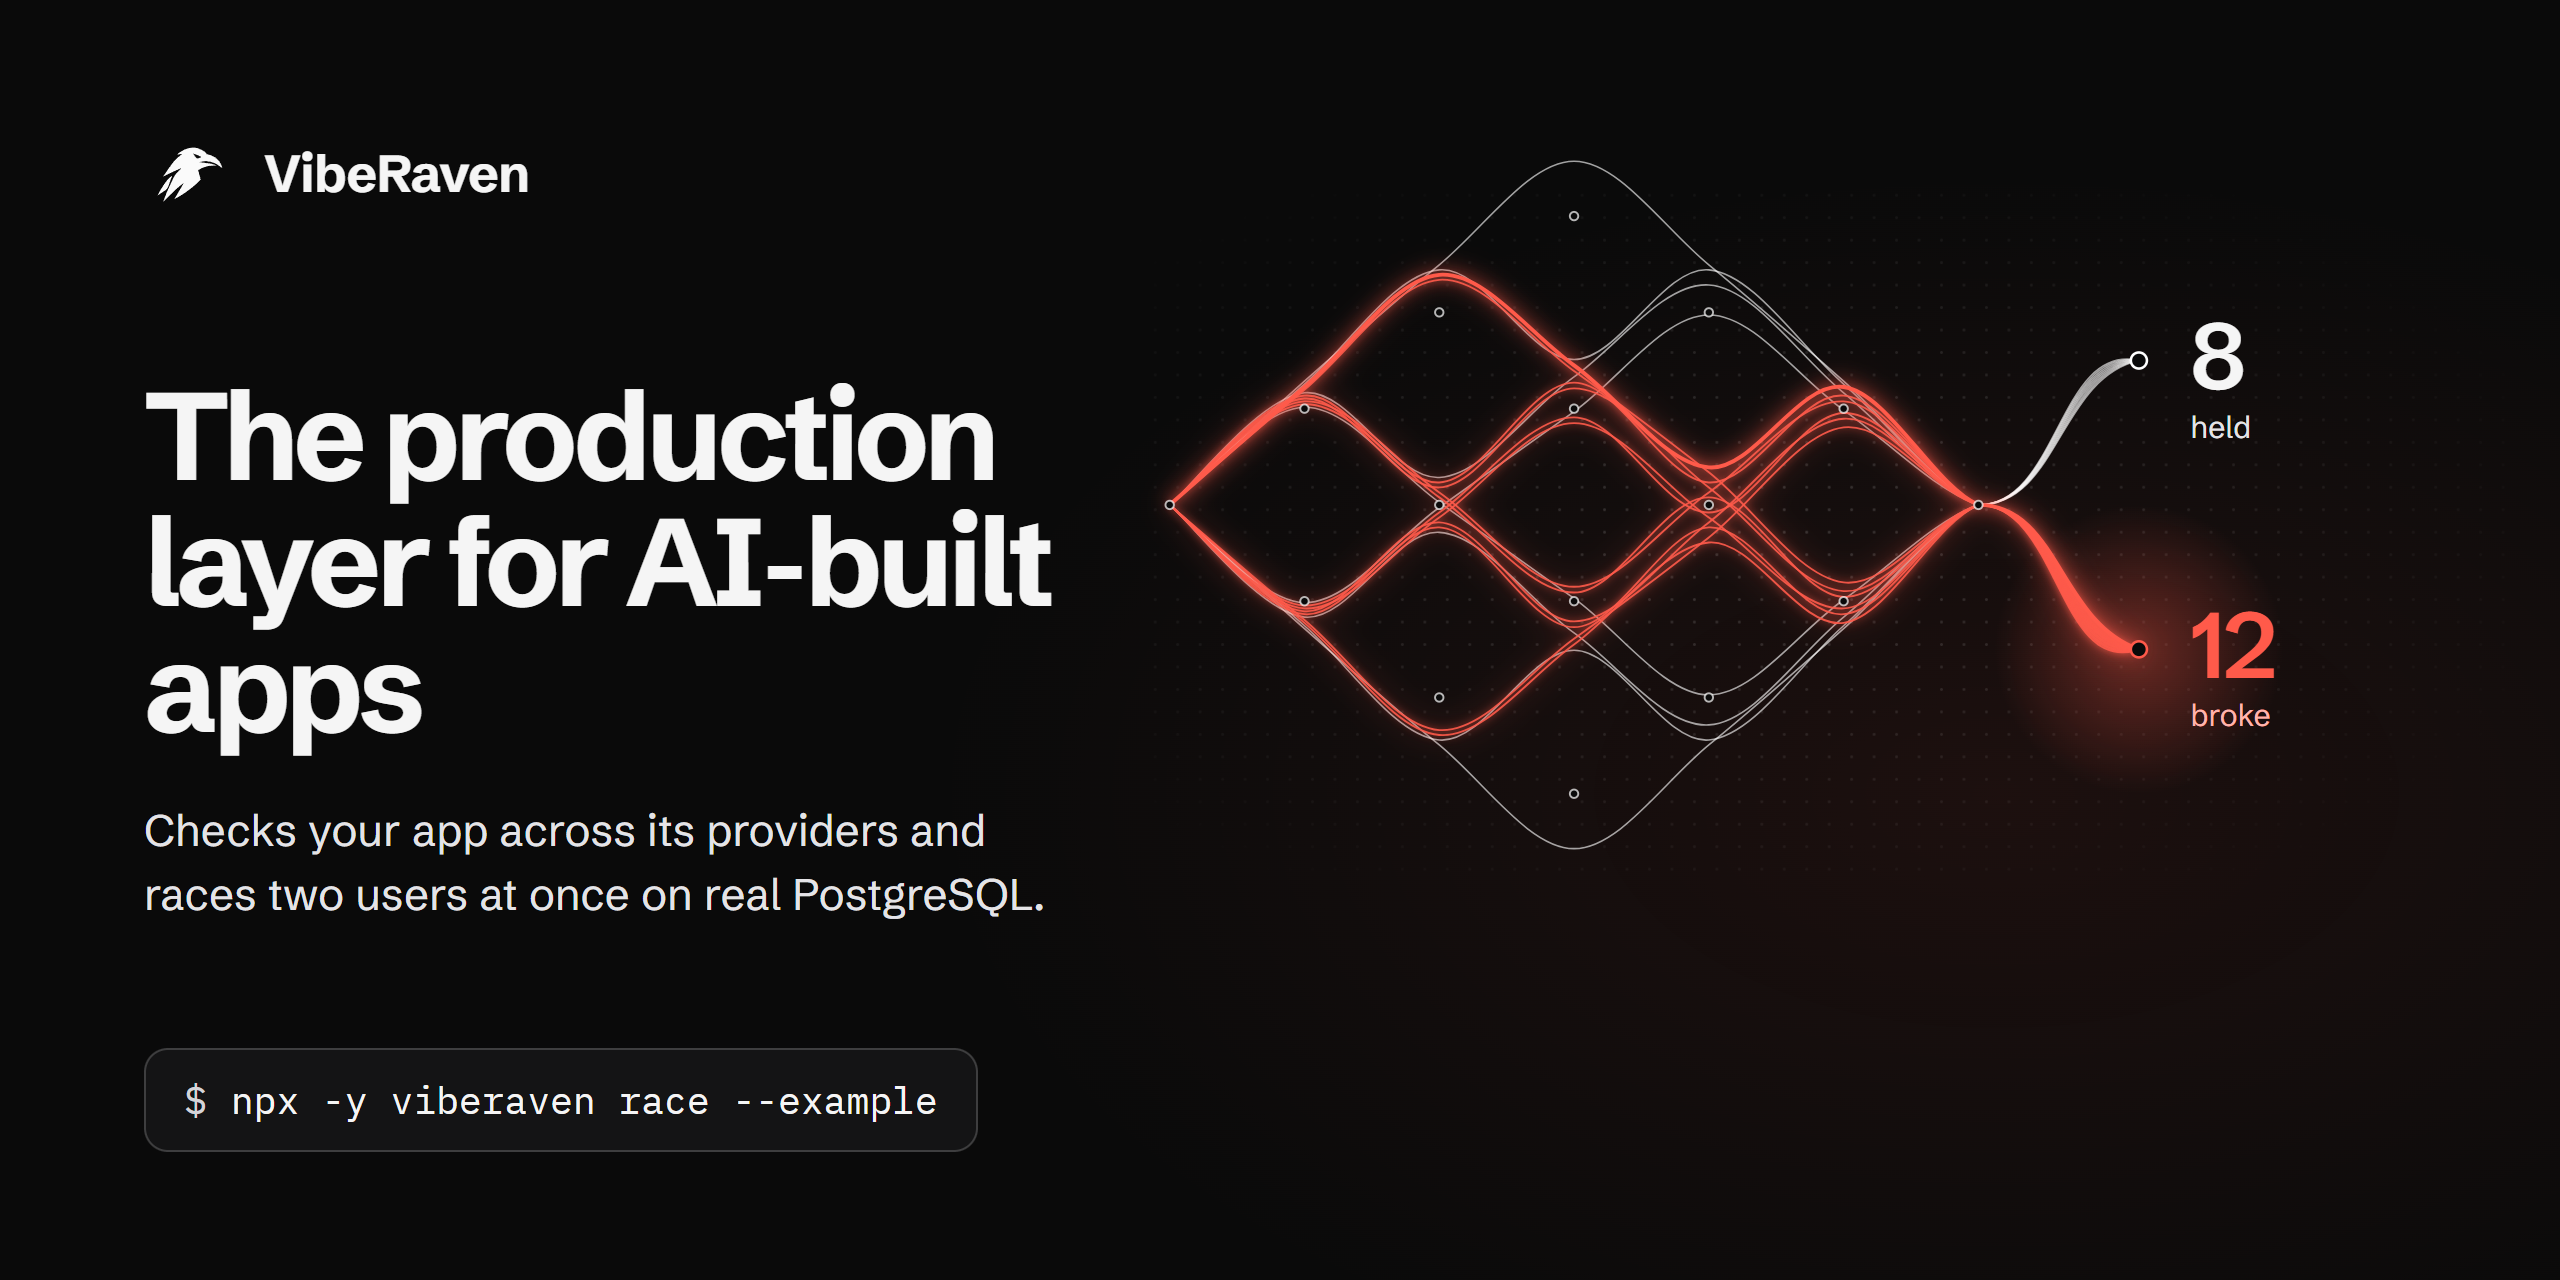 VibeRaven
The production
layer for AI-built
apps
Checks your app across its providers and
races two users at once on real PostgreSQL.
$ npx -y viberaven race --example
8
held
12
broke